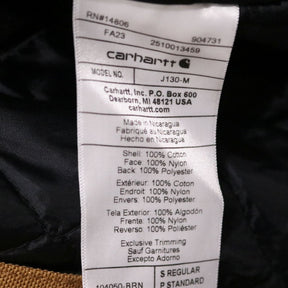 RN#14806 904731
FA23 2510013459
carhartt
MODEL NO. J130-M
Carhartt, Inc. P.O. Box 600
Dearborn, MI 48121 USA
Made in Nicaragua
Fabriqué au Nicaragua
Hecho en Nicaragua
Shell: 100% Cotton
Face: 100% Nylon
Back: 100% Polyester
Extérieur: 100% Coton
Endroit: 100% Nylon
Envers: 100% Polyester
Tela Exterior: 100% Algodón
Frente: 100% Nylon
Revés: 100% Poliéster
Exclusive Trimming
Sauf Garnitures
Excepto Adorno
104050-BRN S REGULAR
P STANDARD